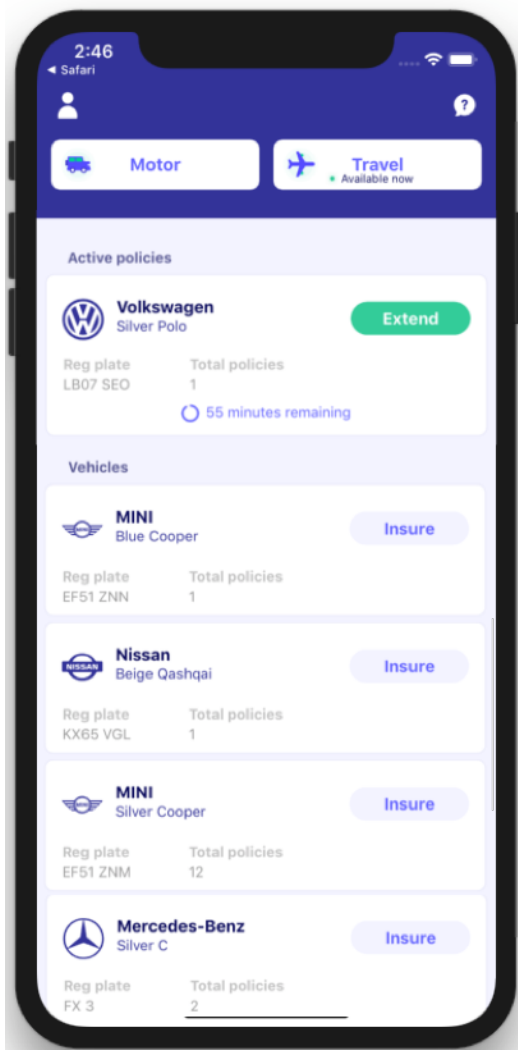 2:46
◀ Safari
?
Motor
Travel
Available now
Active policies
Volkswagen
Silver Polo
Extend
Reg plate Total policies
LB07 SEO 1
55 minutes remaining
Vehicles
MINI
Blue Cooper
Insure
Reg plate Total policies
EF51 ZNN 1
NISSAN
Nissan
Beige Qashqai
Insure
Reg plate Total policies
KX65 VGL 1
MINI
Silver Cooper
Insure
Reg plate Total policies
EF51 ZNM 12
Mercedes-Benz
Silver C
Insure
Reg plate Total policies
FX 3 2